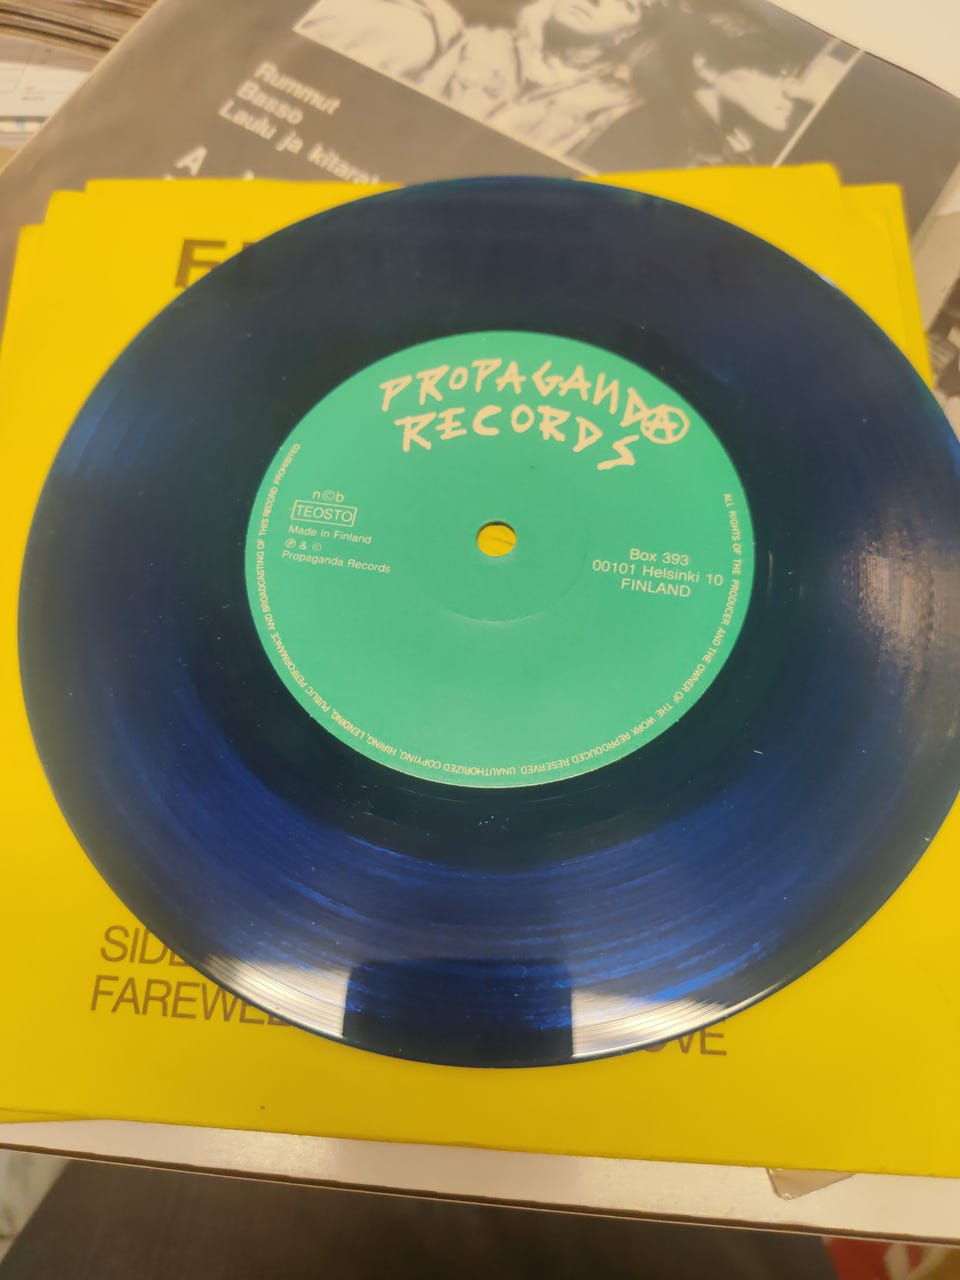 Rummut
Basso
Laulu ja kitarat
A
PROPAGANDA
RECORDS
n©b
TEOSTO
Made in Finland
℗ & ©
Propaganda Records
Box 393
00101 Helsinki 10
FINLAND
ALL RIGHTS OF THE PRODUCER AND THE OWNER OF THE WORK REPRODUCED RESERVED UNAUTHORIZED COPYING, HIRING, LENDING, PUBLIC PERFORMANCE AND BROADCASTING OF THIS RECORD PROHIBITED
SIDE